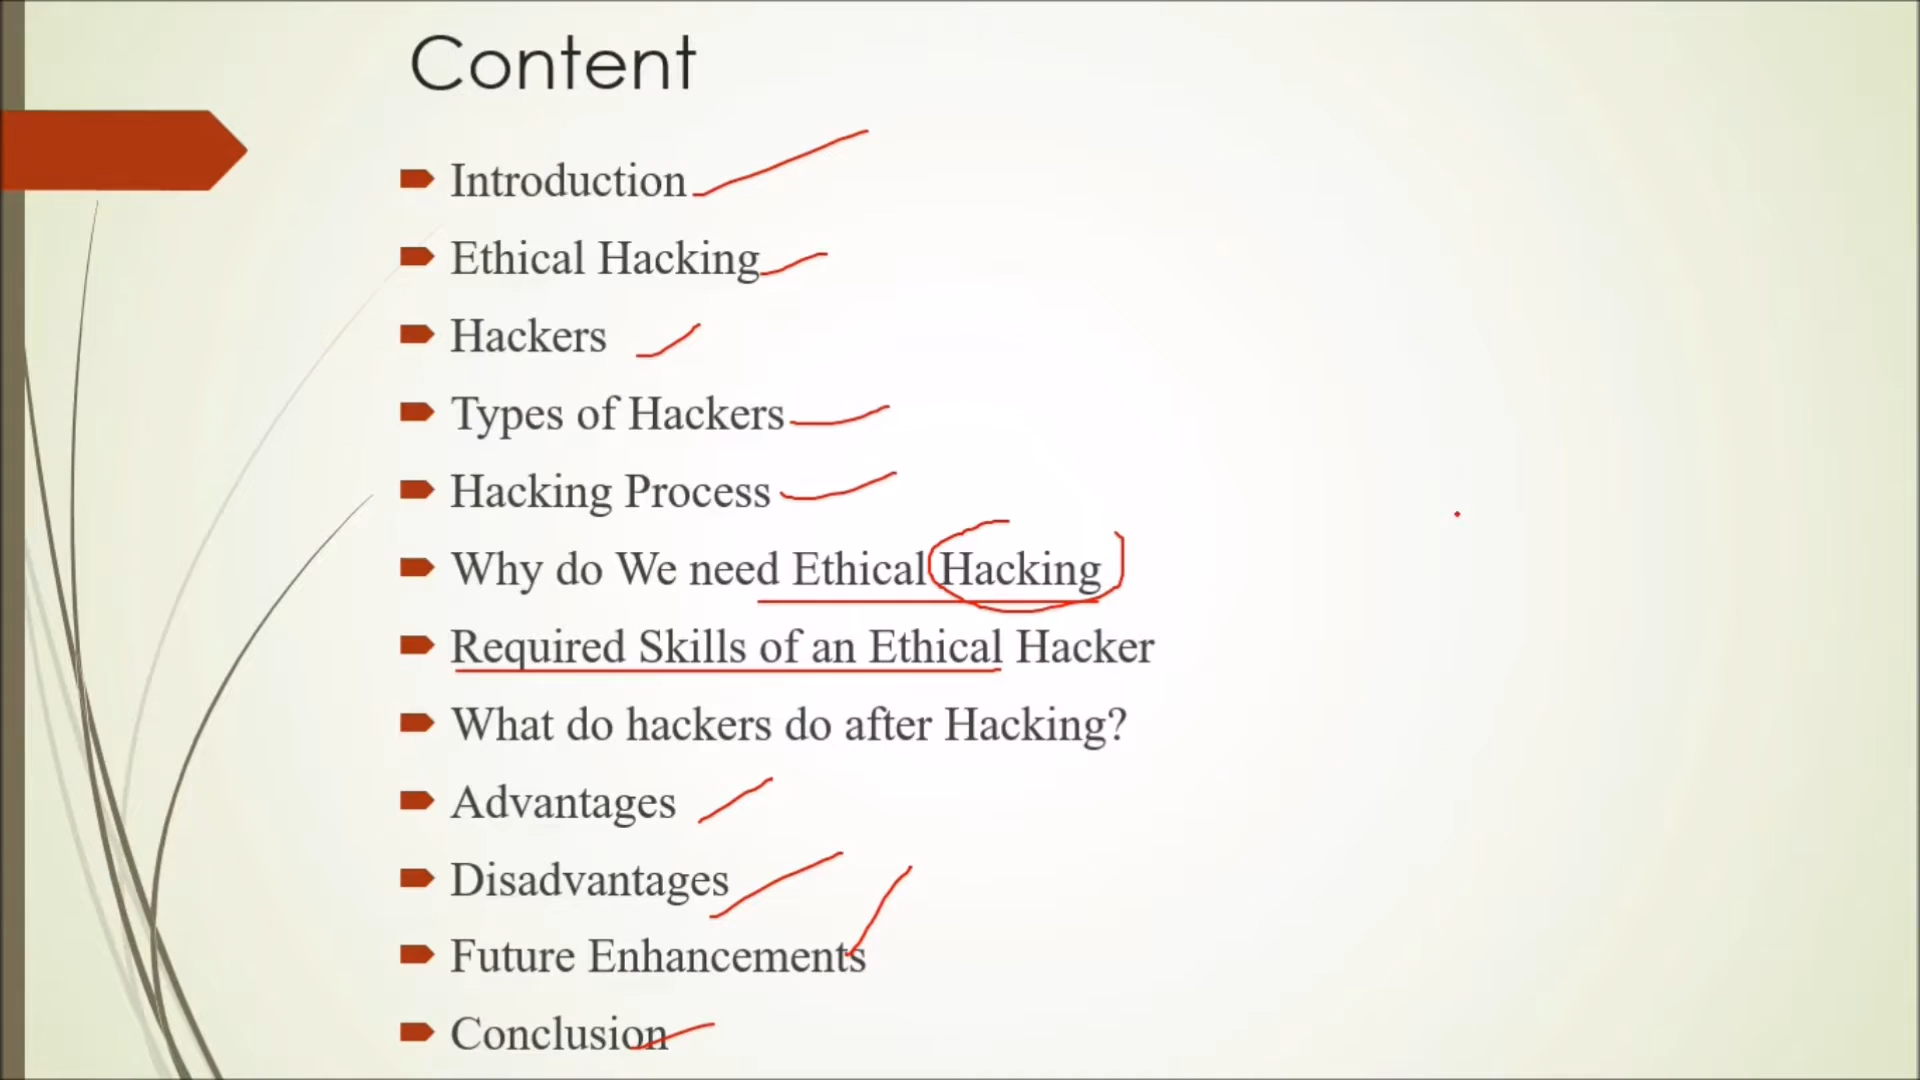 Content
Introduction
Ethical Hacking
Hackers
Types of Hackers
Hacking Process
Why do We need Ethical Hacking
Required Skills of an Ethical Hacker
What do hackers do after Hacking?
Advantages
Disadvantages
Future Enhancements
Conclusion